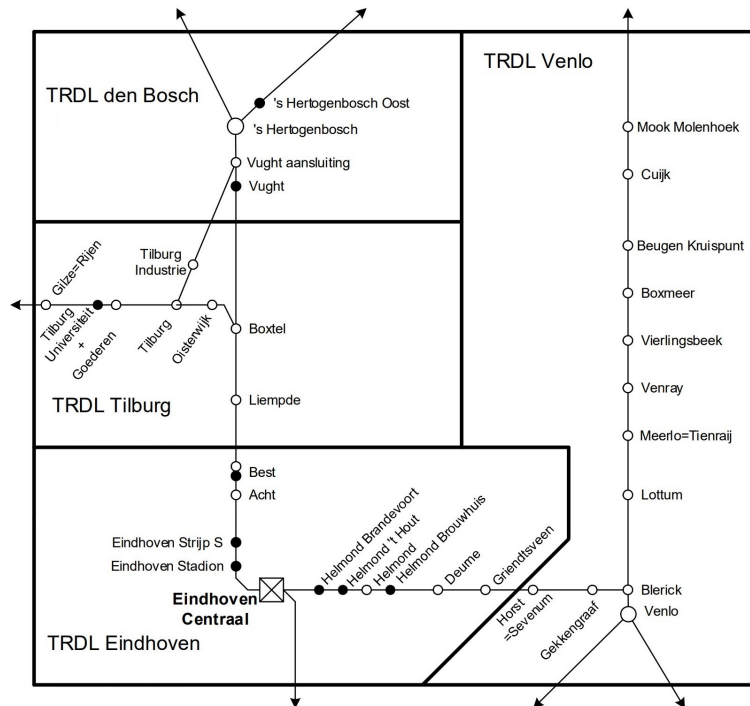 TRDL den Bosch
's Hertogenbosch Oost
's Hertogenbosch
Vught aansluiting
Vught
TRDL Venlo
Mook Molenhoek
Cuijk
Beugen Kruispunt
Boxmeer
Vierlingsbeek
Venray
Meerlo=Tienraij
Lottum
Blerick
Venlo
Gilze=Rijen
Tilburg
Universiteit
+
Goederen
Tilburg
Industrie
Tilburg
Oisterwijk
Boxtel
Liempde
TRDL Tilburg
Best
Acht
Eindhoven Strijp S
Eindhoven Stadion
Eindhoven
Centraal
Helmond Brandevoort
Helmond 't Hout
Helmond
Helmond Brouwhuis
Deurne
Griendtsveen
Horst
=Sevenum
Gekkengraaf
TRDL Eindhoven